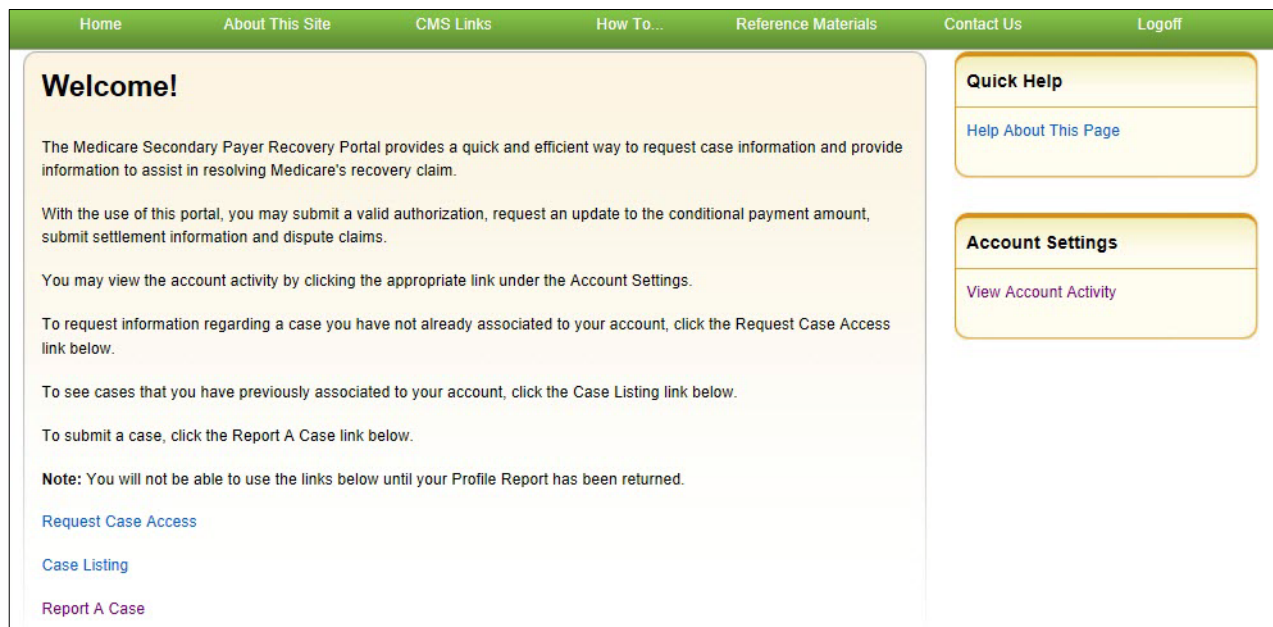 Home About This Site CMS Links How To... Reference Materials Contact Us Logoff
Welcome!
The Medicare Secondary Payer Recovery Portal provides a quick and efficient way to request case information and provide
information to assist in resolving Medicare's recovery claim.
With the use of this portal, you may submit a valid authorization, request an update to the conditional payment amount,
submit settlement information and dispute claims.
You may view the account activity by clicking the appropriate link under the Account Settings.
To request information regarding a case you have not already associated to your account, click the Request Case Access
link below.
To see cases that you have previously associated to your account, click the Case Listing link below.
To submit a case, click the Report A Case link below.
Note: You will not be able to use the links below until your Profile Report has been returned.
Request Case Access
Case Listing
Report A Case
Quick Help
Help About This Page
Account Settings
View Account Activity